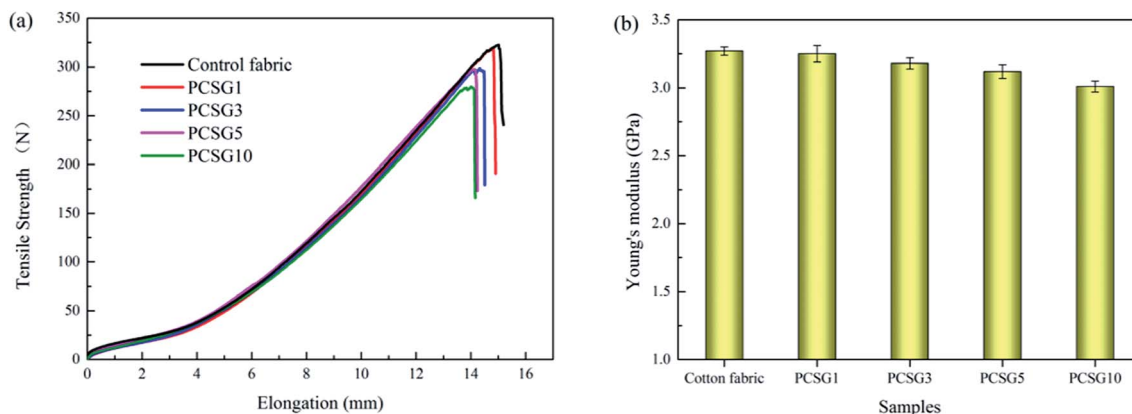 (a)
350
300
250
200
150
100
50
0
Tensile Strength （N）
Control fabric
PCSG1
PCSG3
PCSG5
PCSG10
0 2 4 6 8 10 12 14 16
Elongation (mm)
(b)
3.5
3.0
2.5
2.0
1.5
1.0
Young's modulus (GPa)
Cotton fabric PCSG1 PCSG3 PCSG5 PCSG10
Samples